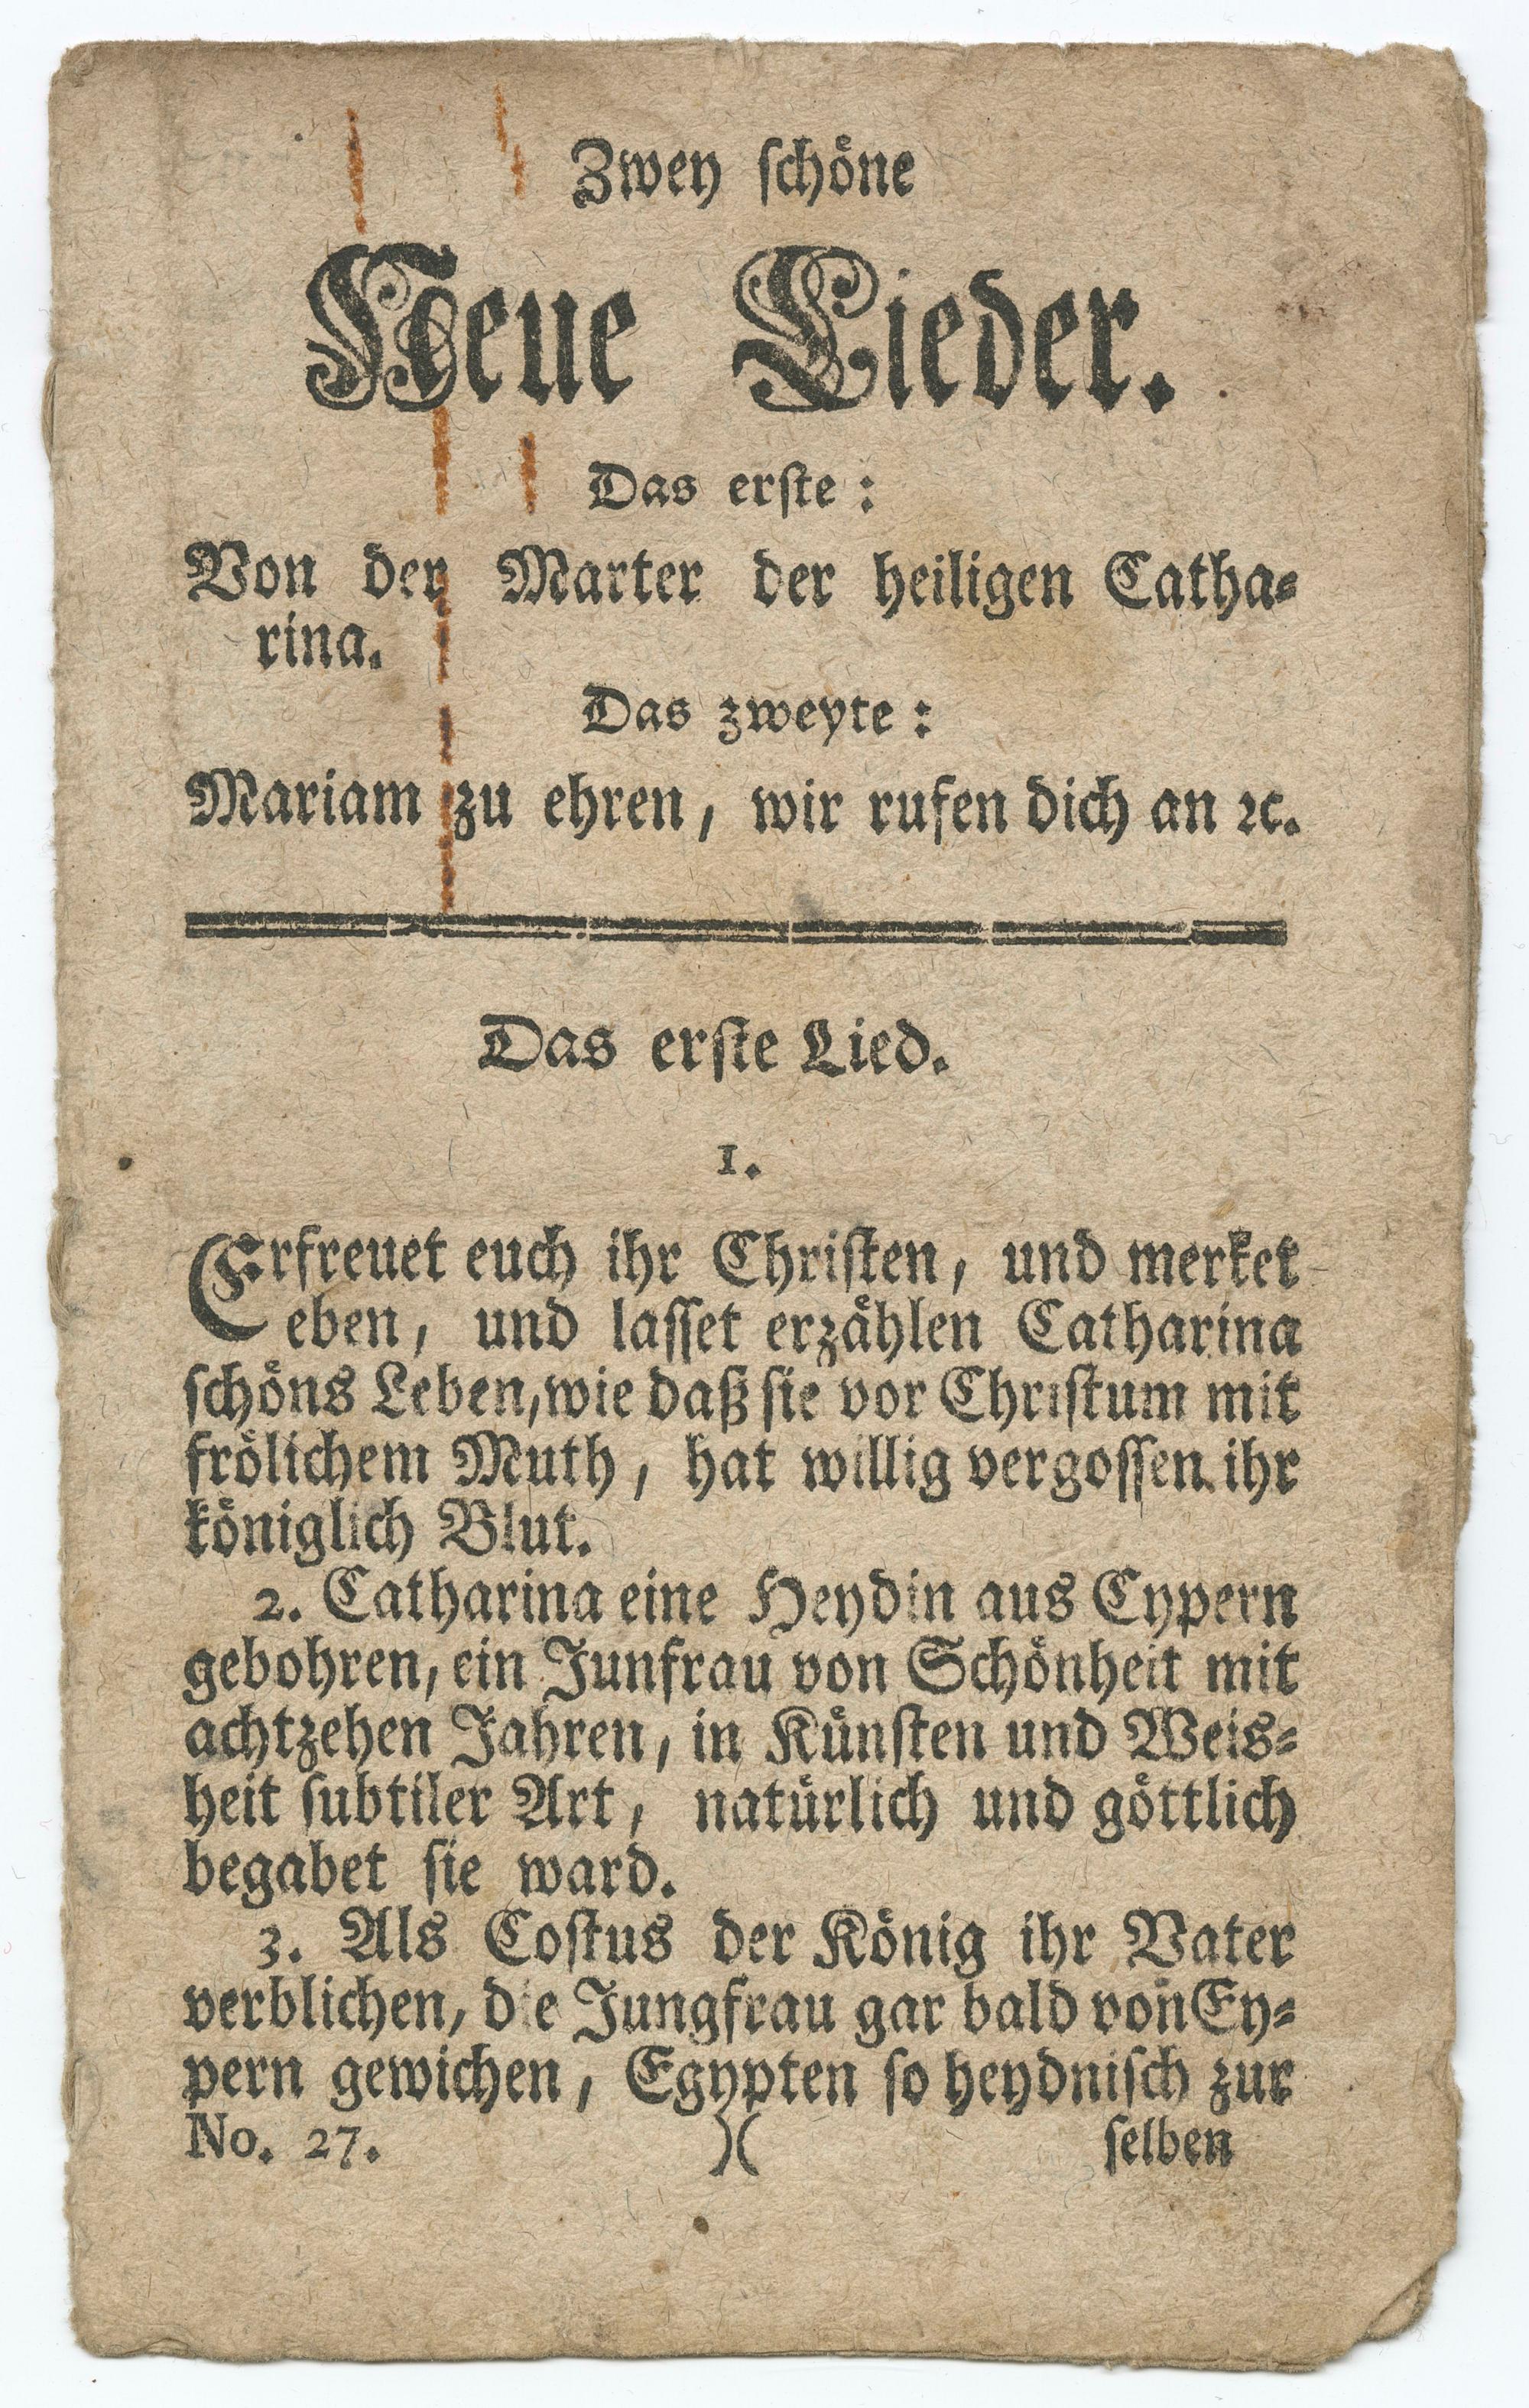 Zwey schöne
Neue Lieder.
Das erste:
Von der Marter der heiligen Catha-
rina.
Das zweyte:
Mariam zu ehren, wir rufen dich an ꝛc.
Das erste Lied.
1.
Erfreuet euch ihr Christen, und merket
eben, und lasset erzählen Catharina
schöns Leben, wie daß sie vor Christum mit
frölichem Muth, hat willig vergossen ihr
königlich Blut.
2. Catharina eine Heydin aus Cypern
gebohren, ein Junfrau von Schönheit mit
achtzehen Jahren, in Künsten und Weis-
heit subtiler Art, natürlich und göttlich
begabet sie ward.
3. Als Costus der König ihr Vater
verblichen, die Jungfrau gar bald von Cy-
pern gewichen, Egypten so heydnisch zur
No. 27. )( selben